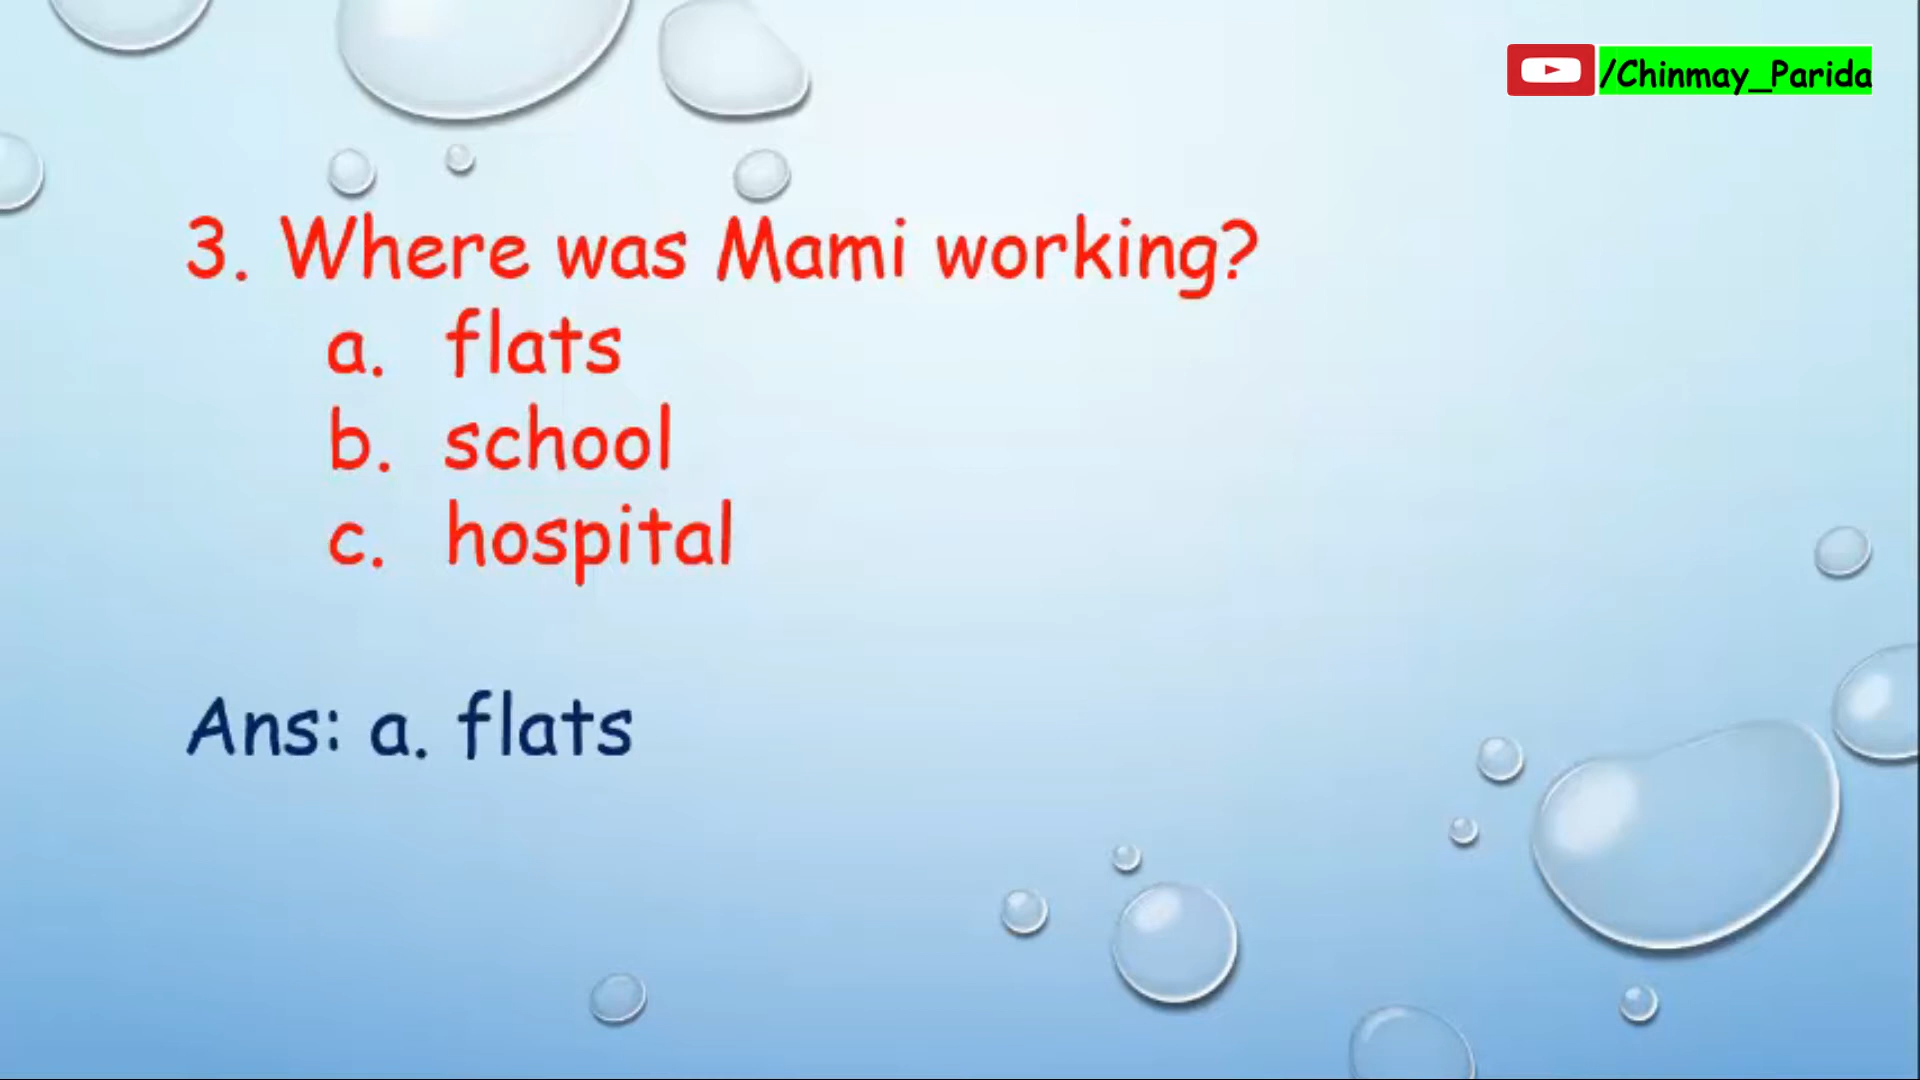 /Chinmay_Parida
3. Where was Mami working?
a. flats
b. school
c. hospital
Ans: a. flats